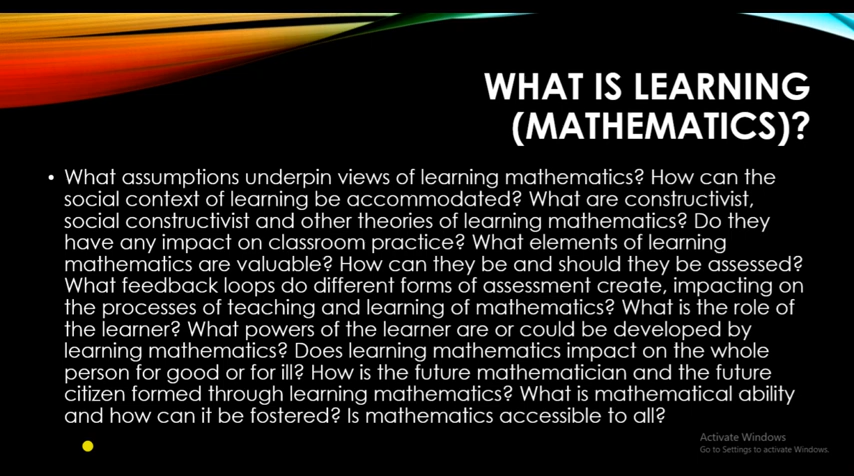 WHAT IS LEARNING
(MATHEMATICS)?
• What assumptions underpin views of learning mathematics? How can the
social context of learning be accommodated? What are constructivist,
social constructivist and other theories of learning mathematics? Do they
have any impact on classroom practice? What elements of learning
mathematics are valuable? How can they be and should they be assessed?
What feedback loops do different forms of assessment create, impacting on
the processes of teaching and learning of mathematics? What is the role of
the learner? What powers of the learner are or could be developed by
learning mathematics? Does learning mathematics impact on the whole
person for good or for ill? How is the future mathematician and the future
citizen formed through learning mathematics? What is mathematical ability
and how can it be fostered? Is mathematics accessible to all?
Activate Windows
Go to Settings to activate Windows.